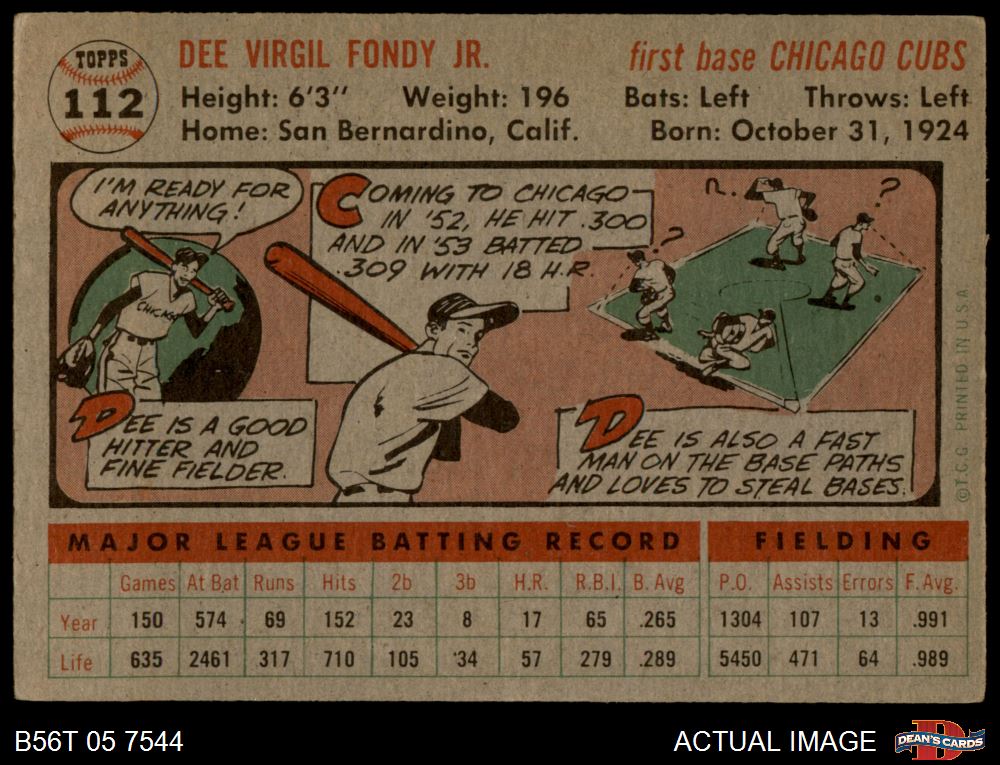 TOPPS
112
DEE VIRGIL FONDY JR.
first base CHICAGO CUBS
Height: 6'3" Weight: 196 Bats: Left Throws: Left
Home: San Bernardino, Calif. Born: October 31, 1924
I'M READY FOR
ANYTHING!
CHICAGO
DEE IS A GOOD
HITTER AND
FINE FIELDER.
COMING TO CHICAGO
IN '52, HE HIT .300
AND IN '53 BATTED
.309 WITH 18 H.R.
?
?
?
DEE IS ALSO A FAST
MAN ON THE BASE PATHS
AND LOVES TO STEAL BASES.
© T.C.G. PRINTED IN U.S.A.
MAJOR LEAGUE BATTING RECORD FIELDING
Games At Bat Runs Hits 2b 3b H.R. R.B.I. B. Avg P.O. Assists Errors F. Avg.
Year 150 574 69 152 23 8 17 65 .265 1304 107 13 .991
Life 635 2461 317 710 105 34 57 279 .289 5450 471 64 .989
B56T 05 7544
ACTUAL IMAGE
DEAN'S CARDS